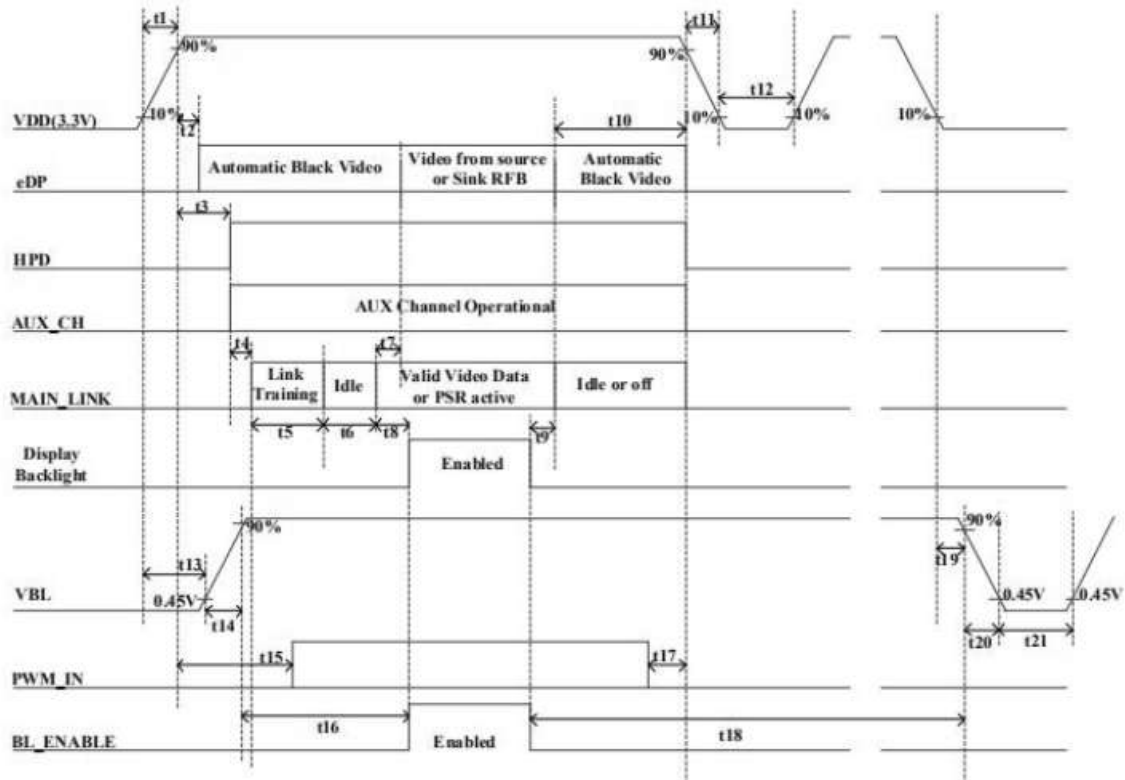 t1
t11
90%
90%
t12
VDD(3.3V)
10%
t2
t10
10%
10%
10%
eDP
Automatic Black Video
Video from source
or Sink RFB
Automatic
Black Video
t3
HPD
AUX Channel Operational
AUX_CH
t4
t7
Link
Training
Idle
Valid Video Data
or PSR active
Idle or off
MAIN_LINK
t5
t6
t8
t9
Display
Backlight
Enabled
90%
90%
t13
t19
VBL
0.45V
0.45V
0.45V
t14
t20
t21
t15
t17
PWM_IN
t16
t18
BL_ENABLE
Enabled